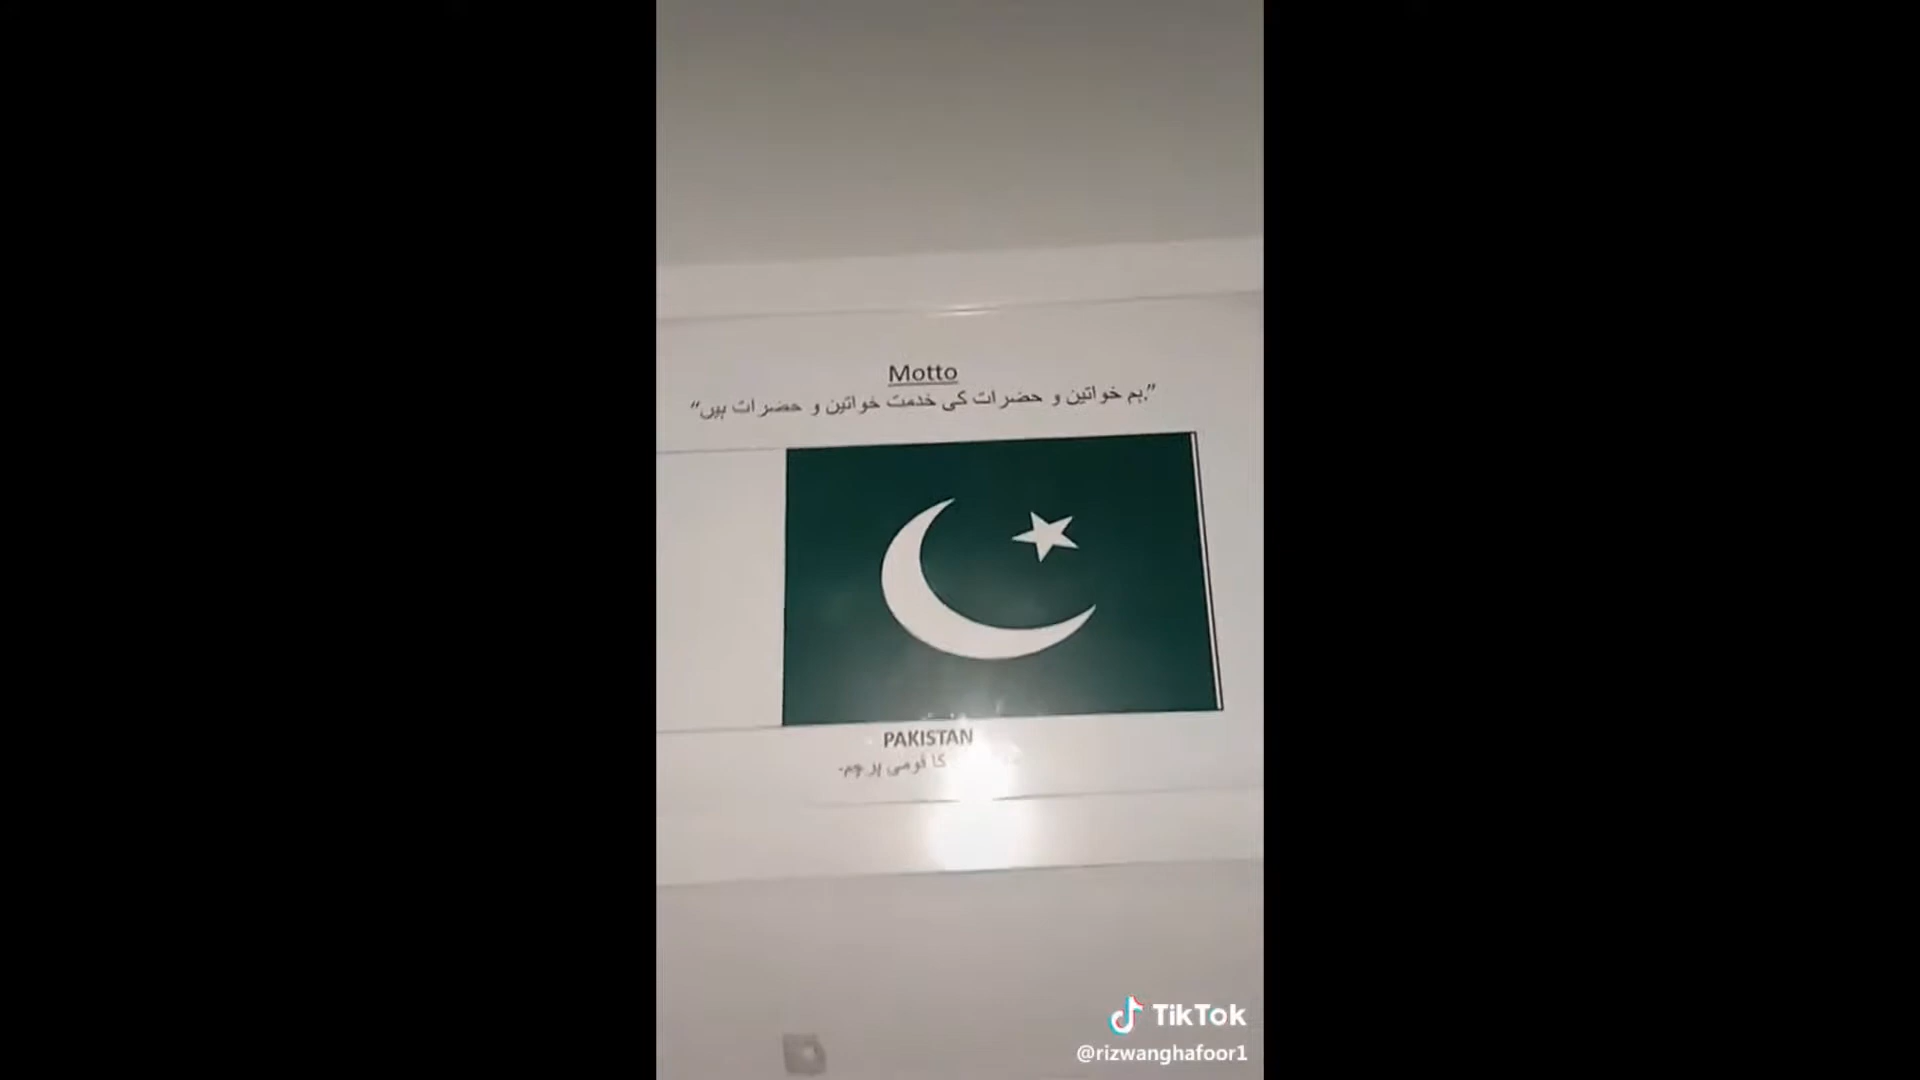 Motto
"ہم خواتین و حضرات کی خدمت خواتین و حضرات ہیں."
PAKISTAN
کا قومی پرچم۔
TikTok
@rizwanghafoor1